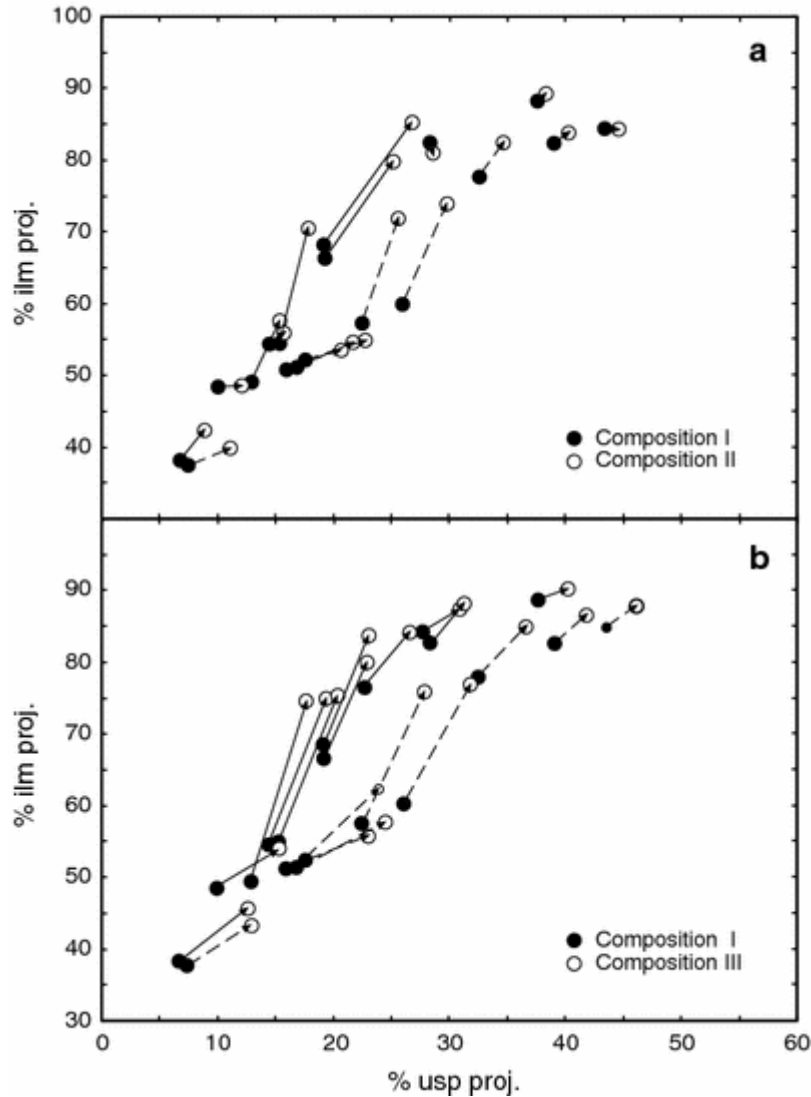 100
a
90
80
% ilm proj.
70
60
50
Composition I
40
Composition II
b
90
80
% ilm proj.
70
60
50
Composition I
40
Composition III
30
0 10 20 30 40 50 60
% usp proj.